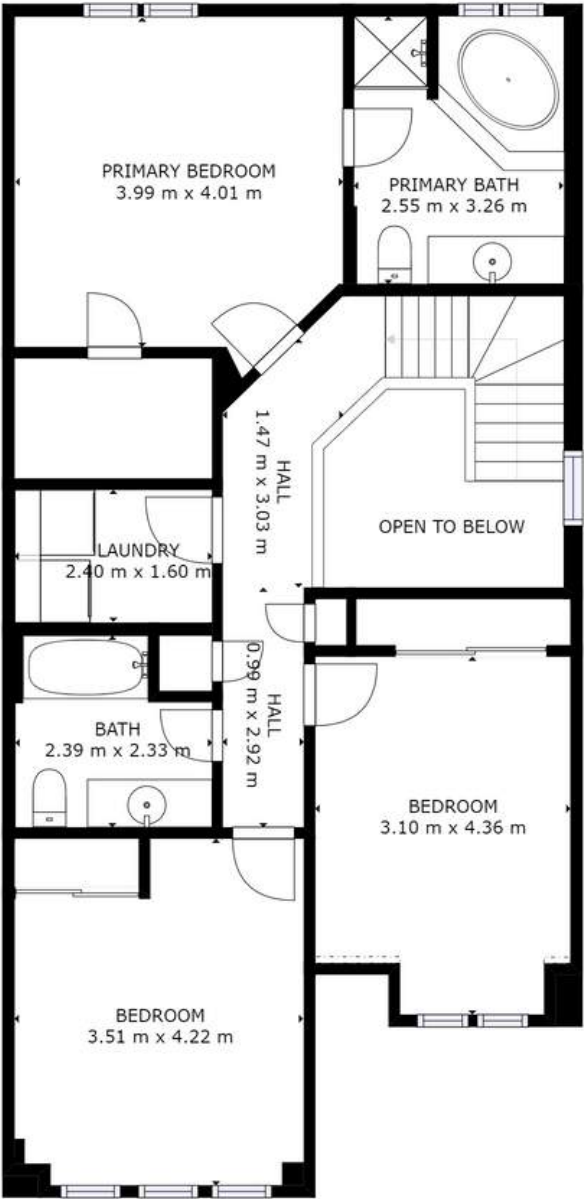 PRIMARY BEDROOM
3.99 m x 4.01 m
PRIMARY BATH
2.55 m x 3.26 m
HALL
1.47 m x 3.03 m
OPEN TO BELOW
LAUNDRY
2.40 m x 1.60 m
HALL
0.99 m x 2.92 m
BATH
2.39 m x 2.33 m
BEDROOM
3.10 m x 4.36 m
BEDROOM
3.51 m x 4.22 m